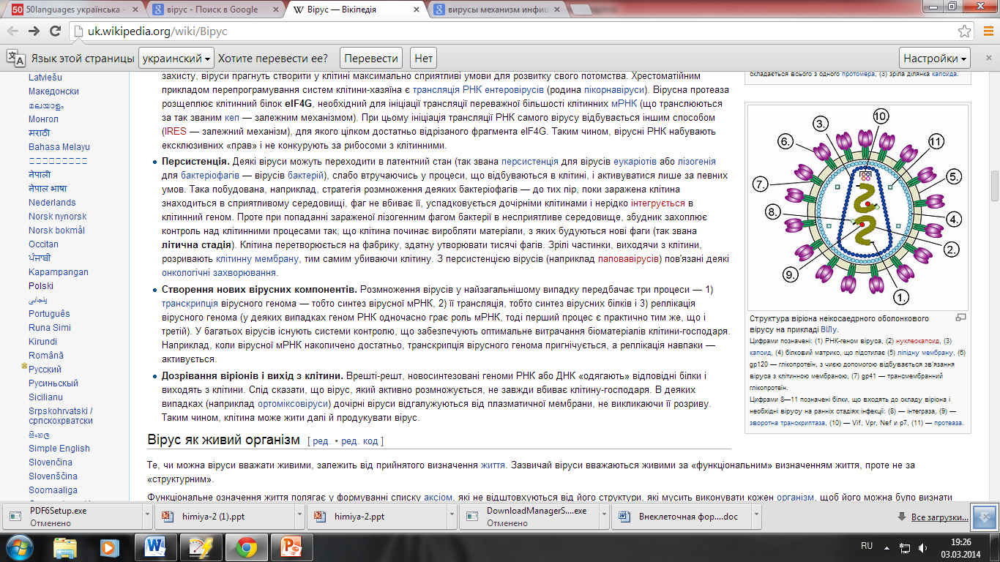 50languages українська -
вірус - Поиск в Google
Вірус — Вікіпедія
вирусы механизм инфиц
uk.wikipedia.org/wiki/Вірус
Язык этой страницы украинский Хотите перевести ее? Перевести Нет Настройки
Latviešu
Македонски
മലയാളം
Монгол
मराठी
Bahasa Melayu
नेपाली
नेपाल भाषा
Nederlands
Norsk nynorsk
Norsk bokmål
Occitan
ਪੰਜਾਬੀ
Kapampangan
Polski
پنجابی
Português
Runa Simi
Kirundi
Română
Русский
Русиньскый
Sicilianu
Srpskohrvatski /
српскохрватски
සිංහල
Simple English
Slovenčina
Slovenščina
Soomaaliga
захисту, віруси прагнуть створити у клітині максимально сприятливі умови для розвитку свого потомства. Хрестоматійним
прикладом перепрограмування систем клітини-хазяїна є трансляція РНК ентеровірусів (родина пікорнавіруси). Вірусна протеаза
розщеплює клітинний білок eIF4G, необхідний для ініціації трансляції переважної більшості клітинних мРНК (що транслюються
за так званим кеп — залежним механізмом). При цьому ініціація трансляції РНК самого вірусу відбувається іншим способом
(IRES — залежний механізм), для якого цілком достатньо відрізаного фрагмента eIF4G. Таким чином, вірусні РНК набувають
ексклюзивних «прав» і не конкурують за рибосоми з клітинними.
• Персистенція. Деякі віруси можуть переходити в латентний стан (так звана персистенція для вірусів еукаріотів або лізогенія
для бактеріофагів — вірусів бактерій), слабо втручаючись у процеси, що відбуваються в клітині, і активуватися лише за певних
умов. Така побудована, наприклад, стратегія розмноження деяких бактеріофагів — до тих пір, поки заражена клітина
знаходиться в сприятливому середовищі, фаг не вбиває її, успадковується дочірніми клітинами і нерідко інтегрується в
клітинний геном. Проте при попаданні зараженої лізогенним фагом бактерії в несприятливе середовище, збудник захоплює
контроль над клітинними процесами так, що клітина починає виробляти матеріали, з яких будуються нові фаги (так звана
літична стадія). Клітина перетворюється на фабрику, здатну утворювати тисячі фагів. Зрілі частинки, виходячи з клітини,
розривають клітинну мембрану, тим самим убиваючи клітину. З персистенцією вірусів (наприклад паповавірусів) пов'язані деякі
онкологічні захворювання.
• Створення нових вірусних компонентів. Розмноження вірусів у найзагальнішому випадку передбачає три процеси — 1)
транскрипція вірусного генома — тобто синтез вірусної мРНК, 2) її трансляція, тобто синтез вірусних білків і 3) реплікація
вірусного генома (у деяких випадках геном РНК одночасно грає роль мРНК, тоді перший процес є практично тим же, що і
третій). У багатьох вірусів існують системи контролю, що забезпечують оптимальне витрачання біоматеріалів клітини-господаря.
Наприклад, коли вірусної мРНК накопичено достатньо, транскрипція вірусного генома пригнічується, а реплікація навпаки —
активується.
• Дозрівання віріонів і вихід з клітини. Врешті-решт, новосинтезовані геноми РНК або ДНК «одягають» відповідні білки і
виходять з клітини. Слід сказати, що вірус, який активно розмножується, не завжди вбиває клітину-господаря. В деяких
випадках (наприклад ортоміксовіруси) дочірні віруси відгалужуються від плазматичної мембрани, не викликаючи її розриву.
Таким чином, клітина може жити далі й продукувати вірус.
Вірус як живий організм [ ред. • ред. код ]
Те, чи можна віруси вважати живими, залежить від прийнятого визначення життя. Зазвичай віруси вважаються живими за «функціональним» визначенням життя, проте не за
«структурним».
Функціональне означення життя полягає у формуванні списку аксіом, які не відштовхуються від його структури, які мусить виконувати кожен організм, щоб його можна було визнати
складається всього з одного протомера, (3) зріла ділянка капсида.
10
3.
6.
11
7.
5.
8.
4.
2.
9.
1.
Структура віріона неікосаедрного оболонкового
вірусу на прикладі ВІЛу.
Цифрами позначені: (1) РНК-геном віруса, (2) нуклеокапсид, (3)
капсид, (4) білковий матрикс, що підстилає (5) ліпідну мембрану, (6)
gp120 — глікопротеїн, з чиєю допомогою відбувається зв'язання
віруса з клітинною мембраною, (7) gp41 — трансмембранний
глікопротеїн.
Цифрами 8—11 позначені білки, що входять до складу віріона і
необхідні вірусу на ранніх стадіях інфекції: (8) — інтеграза, (9) —
зворотна транскриптаза, (10) — Vif, Vpr, Nef и p7, (11) — протеаза.
PDF6Setup.exe
Отменено
himiya-2 (1).ppt
himiya-2.ppt
DownloadManagerS....exe
Отменено
Внеклеточная фор....doc
Все загрузки...
RU
19:26
03.03.2014